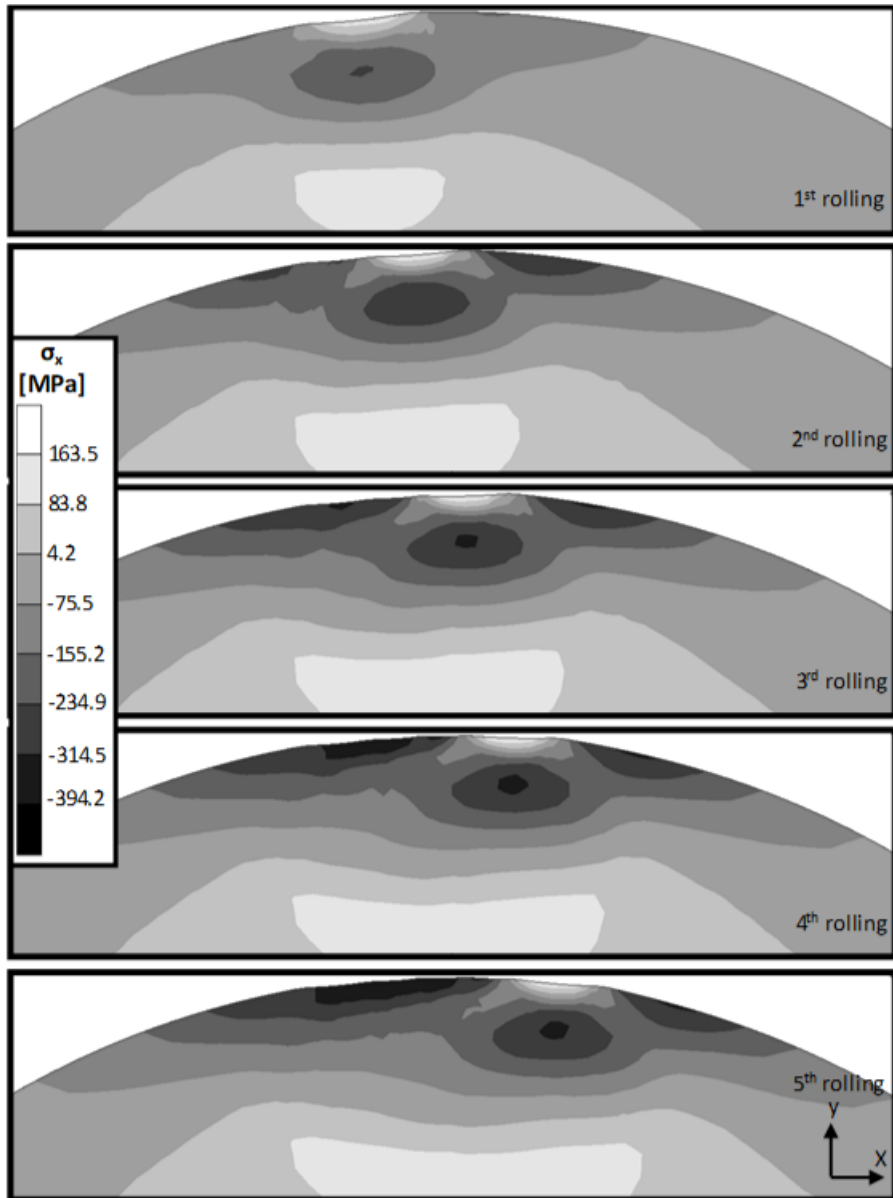 1st rolling
2nd rolling
σx
[MPa]
163.5
83.8
4.2
-75.5
-155.2
-234.9
-314.5
-394.2
3rd rolling
4th rolling
5th rolling
y
X